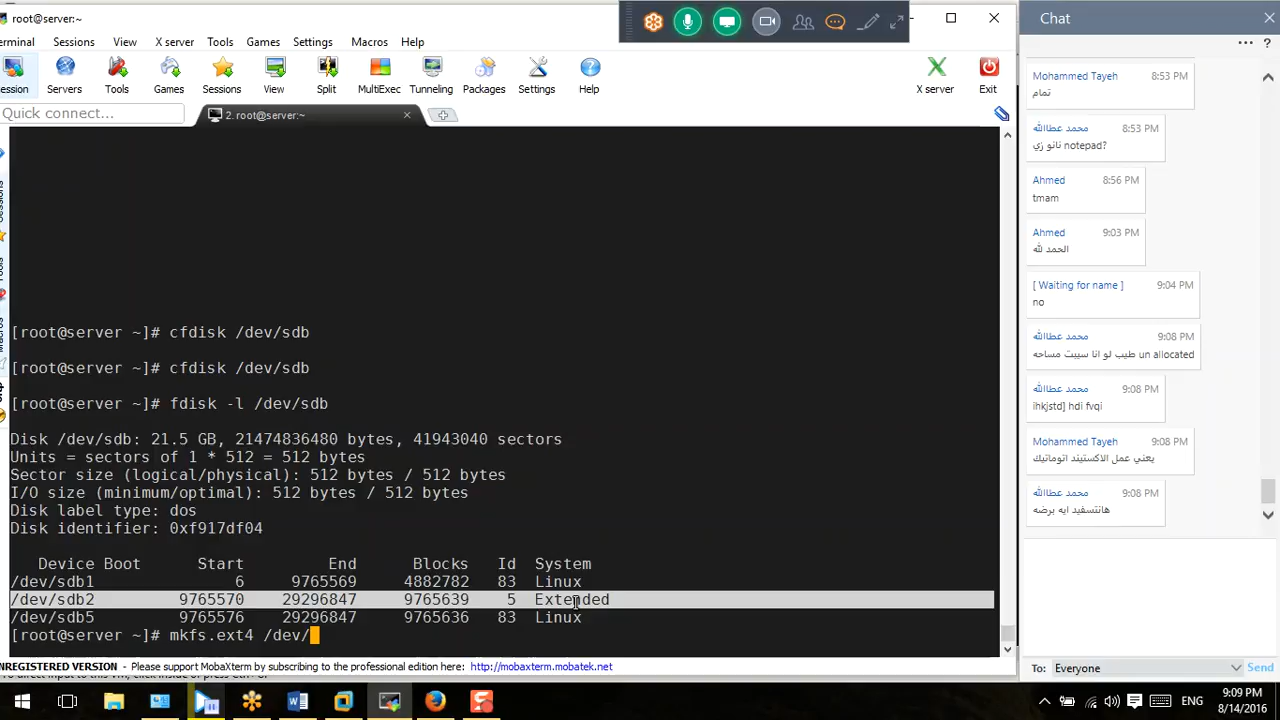 root@server:~
Terminal Sessions View X server Tools Games Settings Macros Help
Session Servers Tools Games Sessions View Split MultiExec Tunneling Packages Settings Help X server Exit
Quick connect...
2. root@server:~
Sessions
Tools
Macros
[root@server ~]# cfdisk /dev/sdb
[root@server ~]# cfdisk /dev/sdb
[root@server ~]# fdisk -l /dev/sdb
Disk /dev/sdb: 21.5 GB, 21474836480 bytes, 41943040 sectors
Units = sectors of 1 * 512 = 512 bytes
Sector size (logical/physical): 512 bytes / 512 bytes
I/O size (minimum/optimal): 512 bytes / 512 bytes
Disk label type: dos
Disk identifier: 0xf917df04
Device Boot Start End Blocks Id System
/dev/sdb1 6 9765569 4882782 83 Linux
/dev/sdb2 9765570 29296847 9765639 5 Extended
/dev/sdb5 9765576 29296847 9765636 83 Linux
[root@server ~]# mkfs.ext4 /dev/
UNREGISTERED VERSION - Please support MobaXterm by subscribing to the professional edition here: http://mobaxterm.mobatek.net
Chat
Mohammed Tayeh 8:53 PM
تمام
محمد عطاالله 8:53 PM
نانو زي notepad?
Ahmed 8:56 PM
tmam
Ahmed 9:03 PM
الحمد لله
[ Waiting for name ] 9:04 PM
no
محمد عطاالله 9:08 PM
طيب لو انا سيبت مساحه un allocated
محمد عطاالله 9:08 PM
ihkjstd] hdi fvqi
Mohammed Tayeh 9:08 PM
يعني عمل الاكستيند اتوماتيك
محمد عطاالله 9:08 PM
هانتسفيد ايه برضه
To: Everyone Send
ENG 9:09 PM
8/14/2016